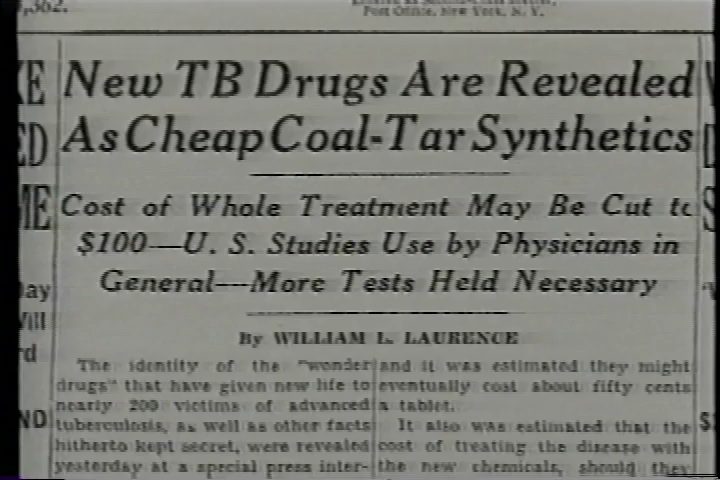 Post Office, New York, N. Y.
New TB Drugs Are Revealed
As Cheap Coal-Tar Synthetics
Cost of Whole Treatment May Be Cut to
$100—U. S. Studies Use by Physicians in
General—More Tests Held Necessary
By WILLIAM L. LAURENCE
The identity of the "wonder
drugs" that have given new life to
nearly 200 victims of advanced
tuberculosis, as well as other facts
hitherto kept secret, were revealed
yesterday at a special press inter-
and it was estimated they might
eventually cost about fifty cents
a tablet.
It also was estimated that the
cost of treating the disease with
the new chemicals, should they